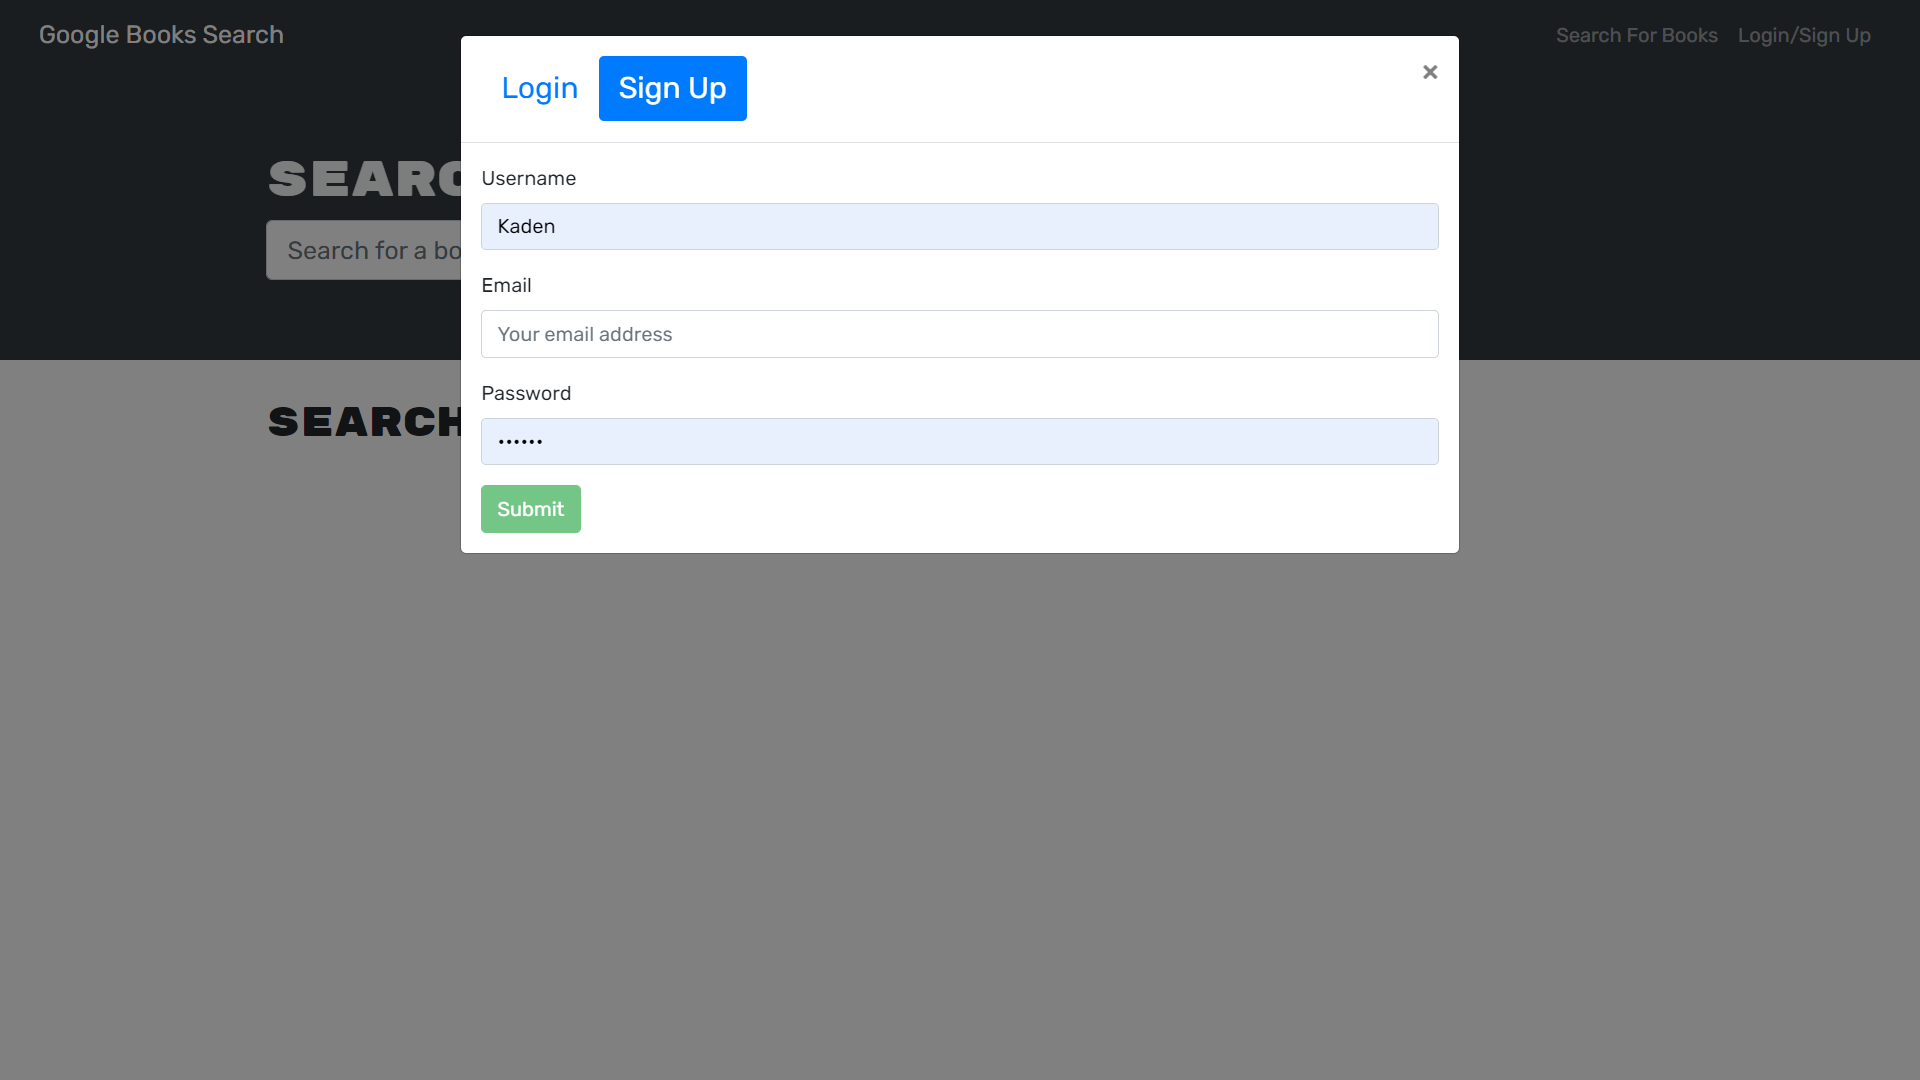 Google Books Search
Search For Books
Login/Sign Up
Login
Sign Up
×
SEARC
Search for a bo
Username
Kaden
Email
Your email address
SEARCH
Password
••••••
Submit